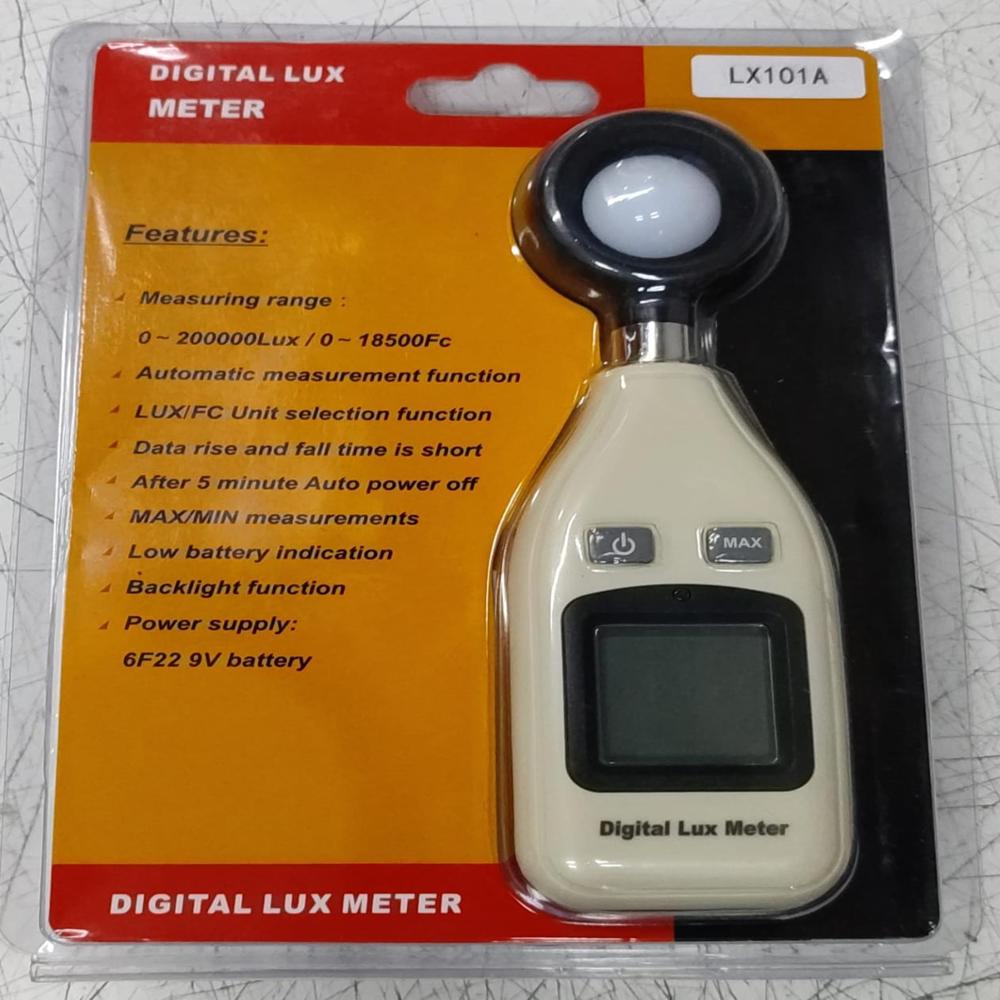 DIGITAL LUX
METER
LX101A
Features:
Measuring range :
0 ~ 200000Lux / 0 ~ 18500Fc
Automatic measurement function
LUX/FC Unit selection function
Data rise and fall time is short
After 5 minute Auto power off
MAX/MIN measurements
Low battery indication
Backlight function
Power supply:
6F22 9V battery
MAX
Digital Lux Meter
DIGITAL LUX METER